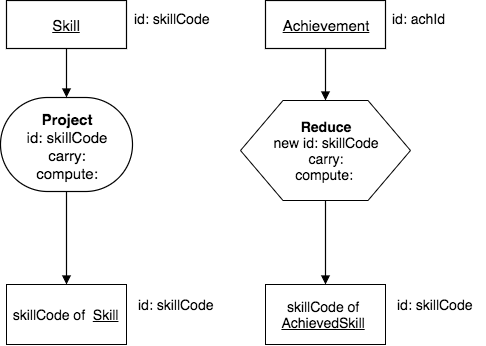 Skill
id: skillCode
Achievement
id: achId
Project
id: skillCode
carry:
compute:
Reduce
new id: skillCode
carry:
compute:
skillCode of Skill
id: skillCode
skillCode of
AchievedSkill
id: skillCode